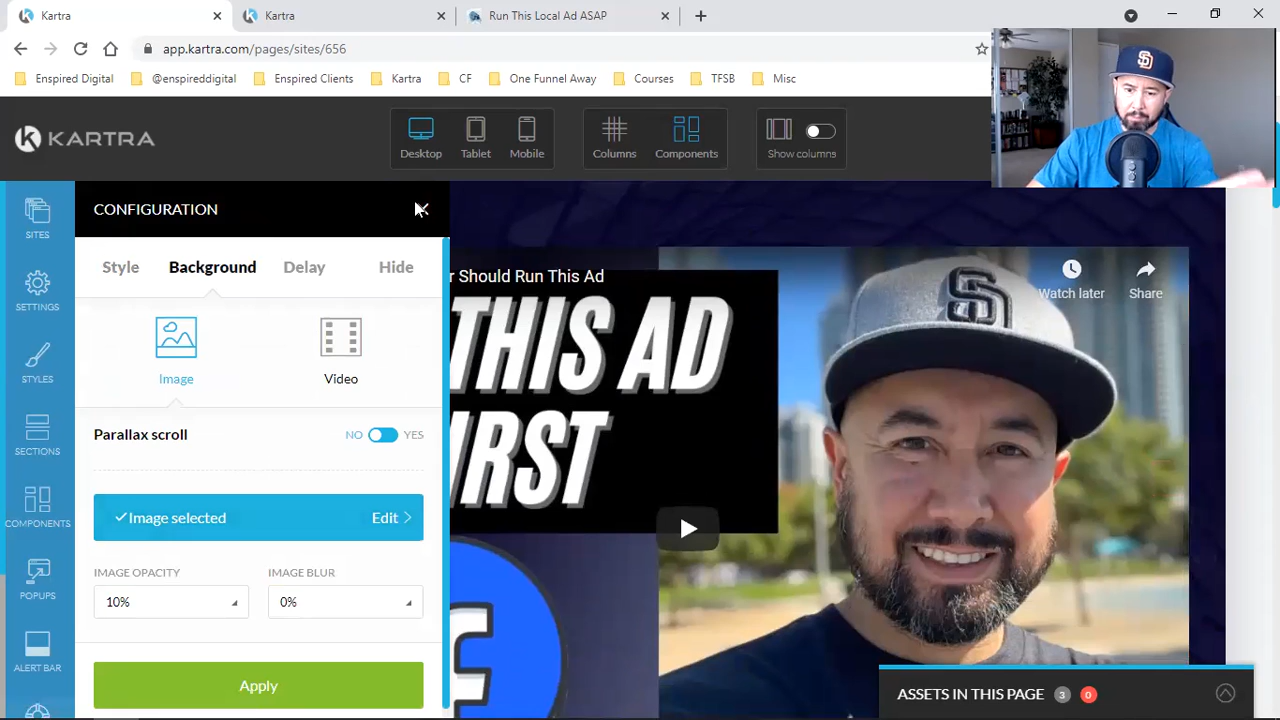 Kartra
Kartra
Run This Local Ad ASAP
app.kartra.com/pages/sites/656
Enspired Digital
@enspireddigital
Enspired Clients
Kartra
CF
One Funnel Away
Courses
TFSB
Misc
KARTRA
Desktop
Tablet
Mobile
Columns
Components
Show columns
SITES
SETTINGS
STYLES
SECTIONS
COMPONENTS
POPUPS
ALERT BAR
CONFIGURATION
Style
Background
Delay
Hide
Image
Video
Parallax scroll
NO
YES
Image selected
Edit
IMAGE OPACITY
IMAGE BLUR
10%
0%
Apply
r Should Run This Ad
Watch later
Share
THIS AD
RST
ASSETS IN THIS PAGE 3 0